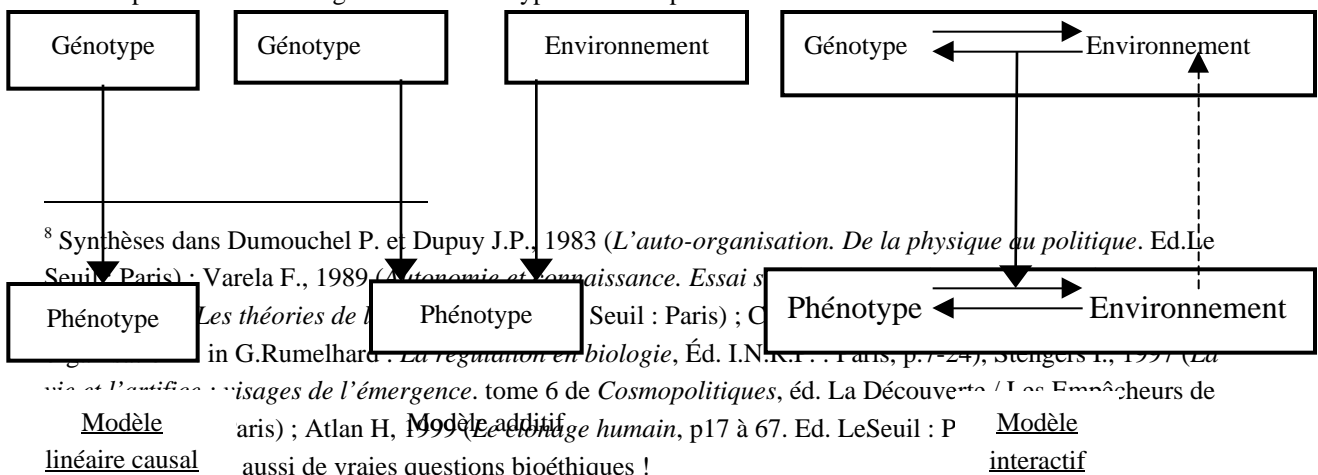 Génotype Génotype Environnement Génotype Environnement
⁸ Synthèses dans Dumouchel P. et Dupuy J.P., 1983 (L'auto-organisation. De la physique au politique. Ed.Le
Seuil : Paris) ; Varela F., 1989 (Autonomie et connaissance. Essai s
Phénotype Les théories de l Phénotype Seuil : Paris) ; C Phénotype Environnement
in G.Rumelhard : La régulation en biologie, Éd. I.N.R.P. : Paris, p.7-24), Stengers I., 1997 (La
vie et l'artifice : visages de l'émergence. tome 6 de Cosmopolitiques, éd. La Découverte / Les Empêcheurs de
Modèle aris) ; Atlan H, 1999 (Le clonage humain, p17 à 67. Ed. LeSeuil : P Modèle additif Modèle
linéaire causal aussi de vraies questions bioéthiques ! interactif